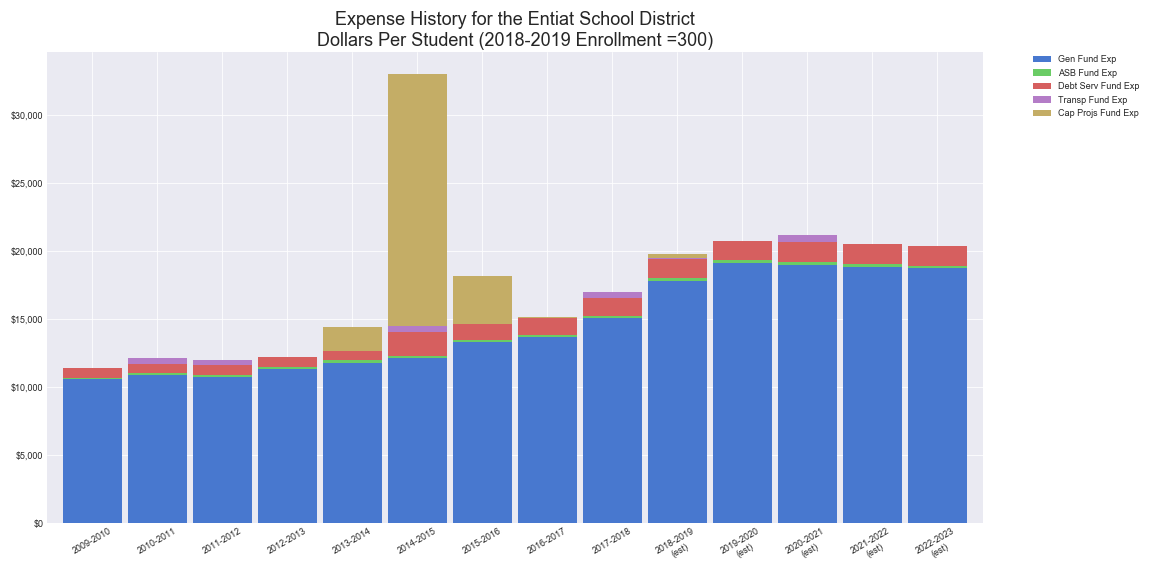 Expense History for the Entiat School District
Dollars Per Student (2018-2019 Enrollment =300)
Gen Fund Exp
ASB Fund Exp
Debt Serv Fund Exp
Transp Fund Exp
Cap Projs Fund Exp
$30,000
$25,000
$20,000
$15,000
$10,000
$5,000
$0
2009-2010
2010-2011
2011-2012
2012-2013
2013-2014
2014-2015
2015-2016
2016-2017
2017-2018
2018-2019
(est)
2019-2020
(est)
2020-2021
(est)
2021-2022
(est)
2022-2023
(est)